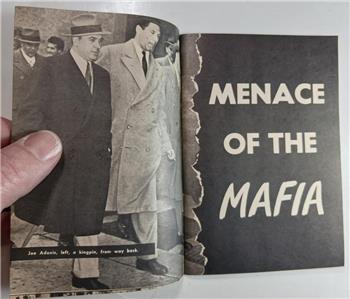 Joe Adonis, left, a kingpin, from way back.
MENACE
OF THE
MAFIA